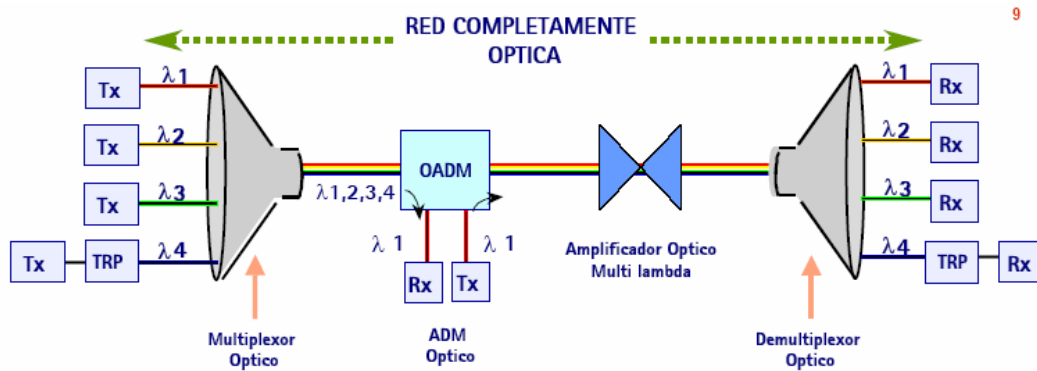 9
RED COMPLETAMENTE
OPTICA
Tx λ1 λ1 Rx
Tx λ2 λ2 Rx
OADM
Tx λ3 λ1,2,3,4 λ3 Rx
Tx TRP λ4 λ 1 λ 1 λ4 TRP Rx
Rx Tx
Amplificador Optico
Multi lambda
Multiplexor
Optico
ADM
Optico
Demultiplexor
Optico